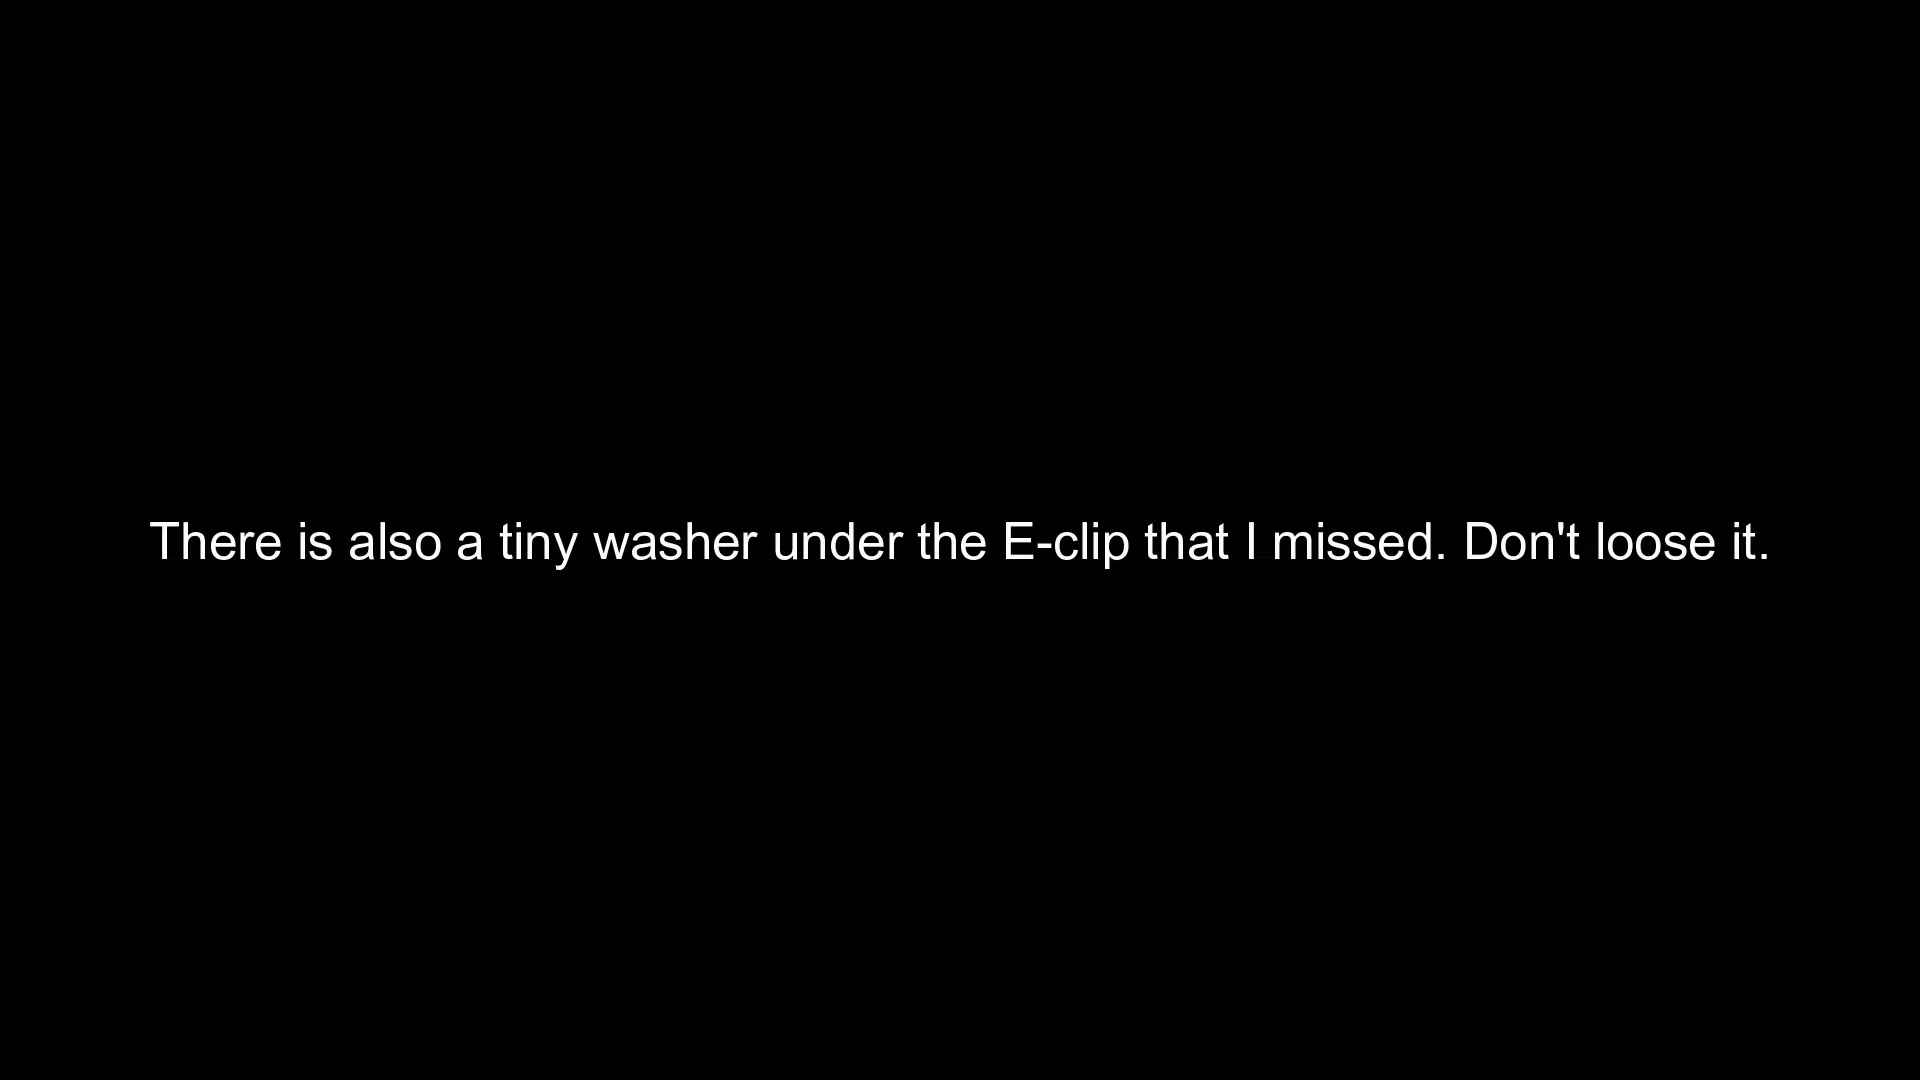 There is also a tiny washer under the E-clip that I missed. Don't loose it.